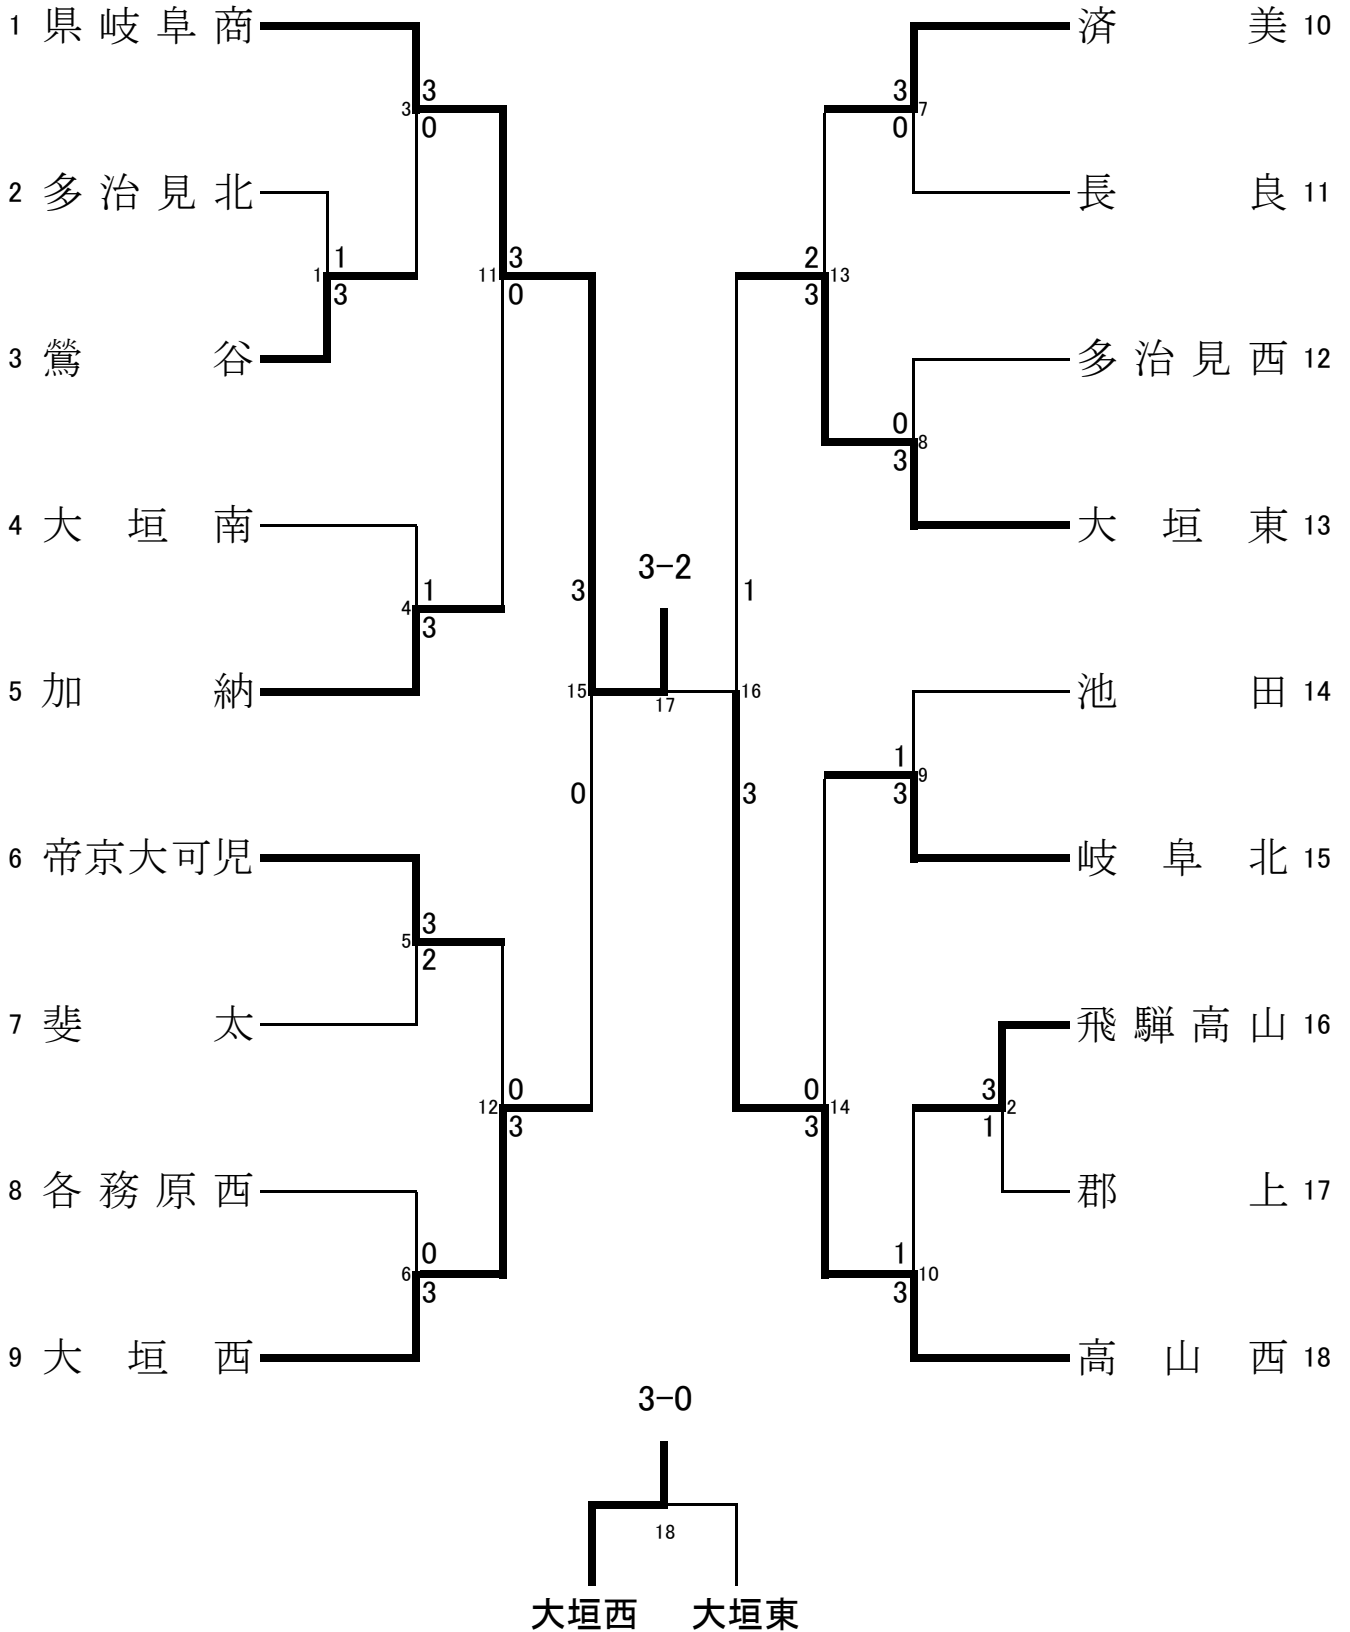 1 県岐阜商
2 多治見北
3 鶯谷
4 大垣南
5 加納
6 帝京大可児
7 斐太
8 各務原西
9 大垣西
3
3
0
1
1
3
11
3
0
4
1
3
5
3
2
12
0
3
6
0
3
3
15
0
3-2
17
1
16
3
13
2
3
14
0
3
7
3
0
8
0
3
9
1
3
2
3
1
10
1
3
済美 10
長良 11
多治見西 12
大垣東 13
池田 14
岐阜北 15
飛騨高山 16
郡上 17
高山西 18
3-0
18
大垣西 大垣東